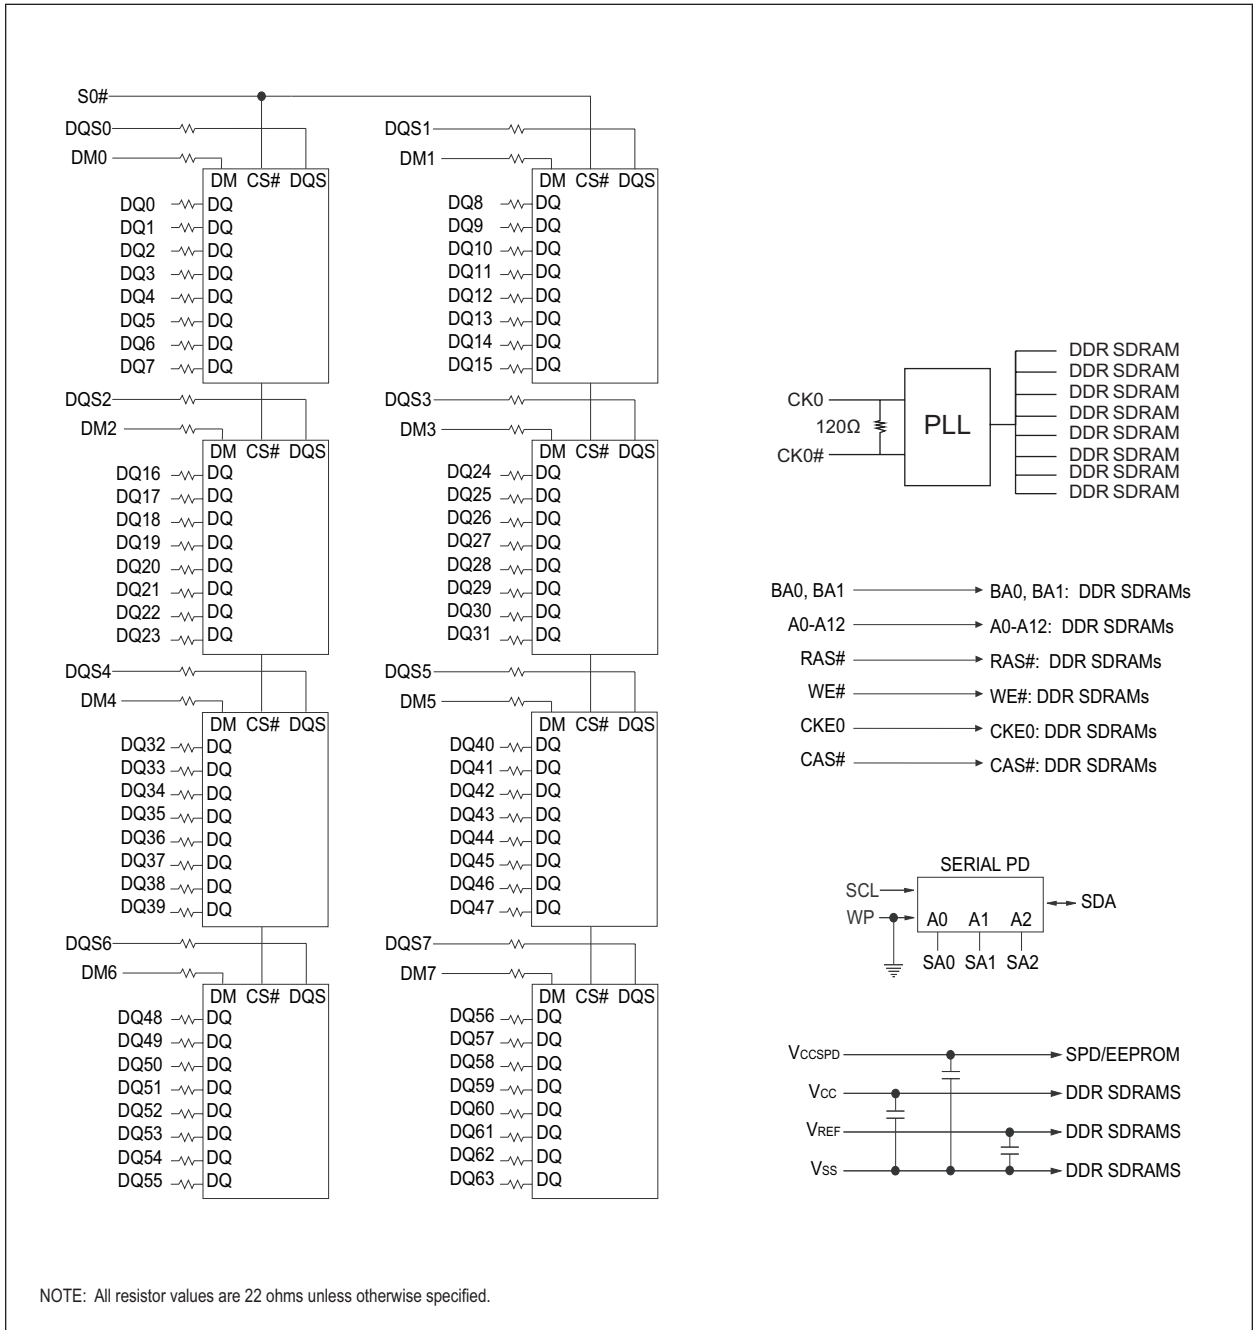 S0#
DQS0
DM0
DM CS# DQS
DQ0 DQ
DQ1 DQ
DQ2 DQ
DQ3 DQ
DQ4 DQ
DQ5 DQ
DQ6 DQ
DQ7 DQ
DQS2
DM2
DM CS# DQS
DQ16 DQ
DQ17 DQ
DQ18 DQ
DQ19 DQ
DQ20 DQ
DQ21 DQ
DQ22 DQ
DQ23 DQ
DQS4
DM4
DM CS# DQS
DQ32 DQ
DQ33 DQ
DQ34 DQ
DQ35 DQ
DQ36 DQ
DQ37 DQ
DQ38 DQ
DQ39 DQ
DQS6
DM6
DM CS# DQS
DQ48 DQ
DQ49 DQ
DQ50 DQ
DQ51 DQ
DQ52 DQ
DQ53 DQ
DQ54 DQ
DQ55 DQ
DQS1
DM1
DM CS# DQS
DQ8 DQ
DQ9 DQ
DQ10 DQ
DQ11 DQ
DQ12 DQ
DQ13 DQ
DQ14 DQ
DQ15 DQ
DQS3
DM3
DM CS# DQS
DQ24 DQ
DQ25 DQ
DQ26 DQ
DQ27 DQ
DQ28 DQ
DQ29 DQ
DQ30 DQ
DQ31 DQ
DQS5
DM5
DM CS# DQS
DQ40 DQ
DQ41 DQ
DQ42 DQ
DQ43 DQ
DQ44 DQ
DQ45 DQ
DQ46 DQ
DQ47 DQ
DQS7
DM7
DM CS# DQS
DQ56 DQ
DQ57 DQ
DQ58 DQ
DQ59 DQ
DQ60 DQ
DQ61 DQ
DQ62 DQ
DQ63 DQ
CK0
120Ω
CK0#
PLL
DDR SDRAM
DDR SDRAM
DDR SDRAM
DDR SDRAM
DDR SDRAM
DDR SDRAM
DDR SDRAM
DDR SDRAM
BA0, BA1 BA0, BA1: DDR SDRAMs
A0-A12 A0-A12: DDR SDRAMs
RAS# RAS#: DDR SDRAMs
WE# WE#: DDR SDRAMs
CKE0 CKE0: DDR SDRAMs
CAS# CAS#: DDR SDRAMs
SERIAL PD
SCL
WP
A0 A1 A2
SDA
SA0 SA1 SA2
VCCSPD SPD/EEPROM
VCC DDR SDRAMS
VREF DDR SDRAMS
VSS DDR SDRAMS
NOTE: All resistor values are 22 ohms unless otherwise specified.